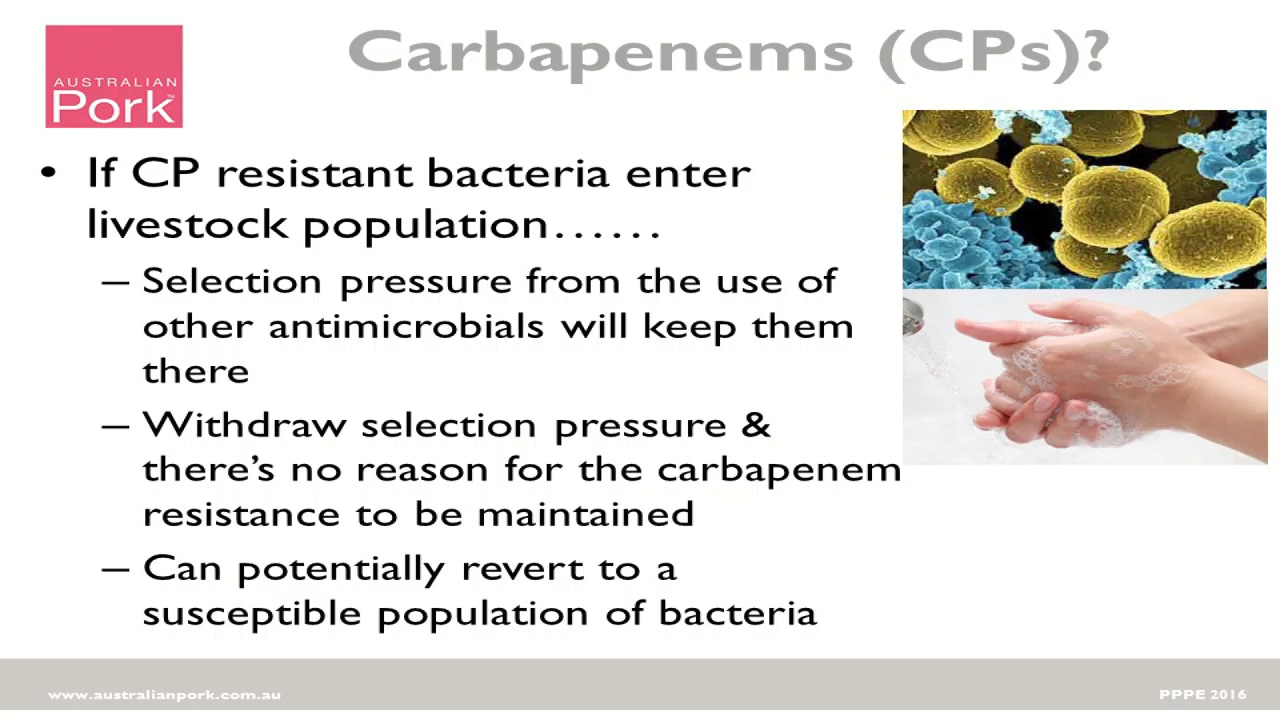 AUSTRALIAN
Pork™
Carbapenems (CPs)?
• If CP resistant bacteria enter
livestock population……
– Selection pressure from the use of
other antimicrobials will keep them
there
– Withdraw selection pressure &
there’s no reason for the carbapenem
resistance to be maintained
– Can potentially revert to a
susceptible population of bacteria
www.australianpork.com.au
PPPE 2016